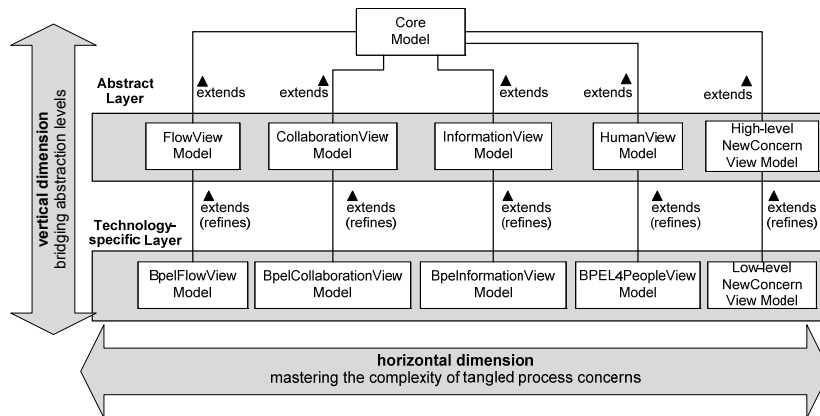 Core
Model
Abstract
Layer
extends
extends
extends
extends
extends
FlowView
Model
CollaborationView
Model
InformationView
Model
HumanView
Model
High-level
NewConcern
View Model
extends
(refines)
extends
(refines)
extends
(refines)
extends
(refines)
extends
(refines)
Technology-
specific Layer
BpelFlowView
Model
BpelCollaborationView
Model
BpelnformationView
Model
BPEL4PeopleView
Model
Low-level
NewConcern
View Model
vertical dimension
bridging abstraction levels
horizontal dimension
mastering the complexity of tangled process concerns